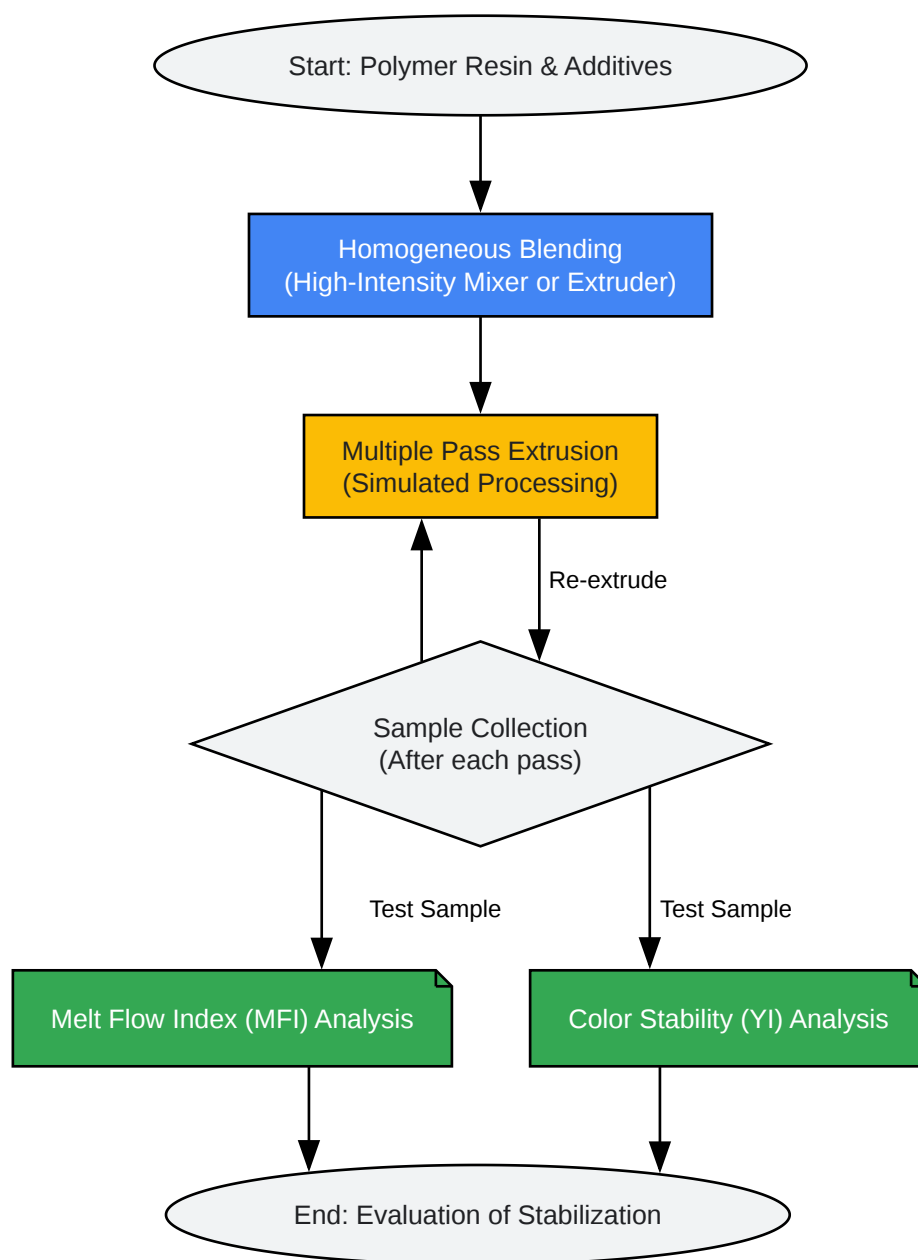 Start: Polymer Resin & Additives
Homogeneous Blending
(High-Intensity Mixer or Extruder)
Multiple Pass Extrusion
(Simulated Processing)
Re-extrude
Sample Collection
(After each pass)
Test Sample
Test Sample
Melt Flow Index (MFI) Analysis
Color Stability (YI) Analysis
End: Evaluation of Stabilization